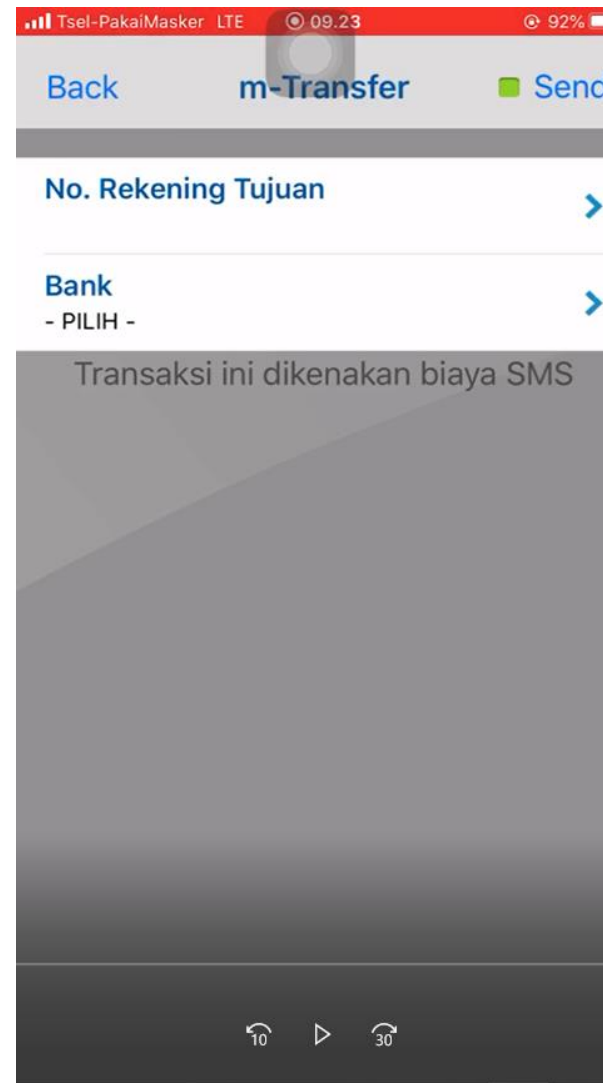 Tsel-PakaiMasker LTE 09.23 92%
Back m-Transfer Send
No. Rekening Tujuan
Bank
- PILIH -
Transaksi ini dikenakan biaya SMS
10 30